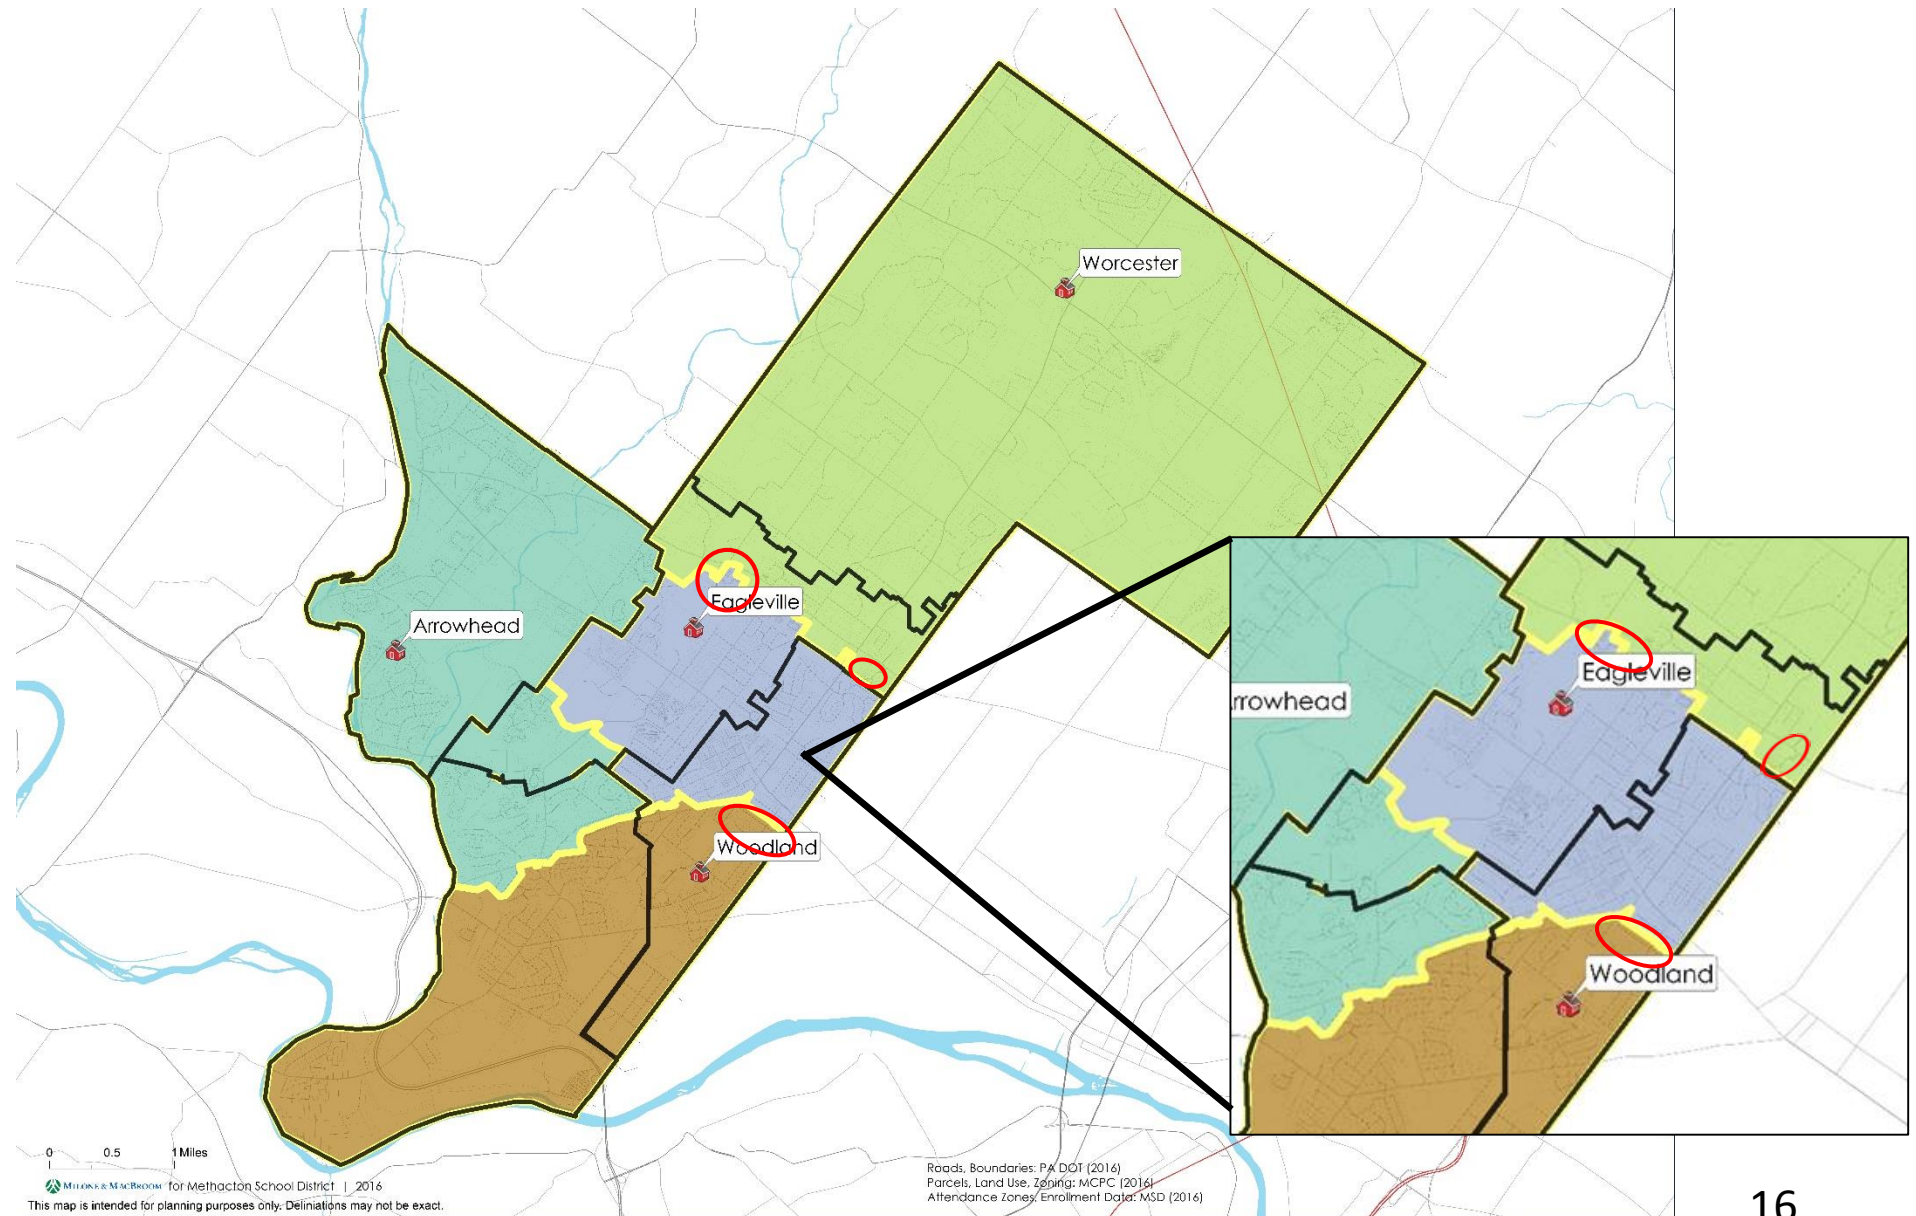 Worcester
Eagleville
Arrowhead
Woodland
rrowhead
Eagleville
Woodland
0 0.5 1 Miles
MILONE & MACBROOM for Methacton School District | 2016
This map is intended for planning purposes only. Deliniations may not be exact.
Roads, Boundaries: PA DOT (2016)
Parcels, Land Use, Zoning: MCPC (2016)
Attendance Zones, Enrollment Data: MSD (2016)
16